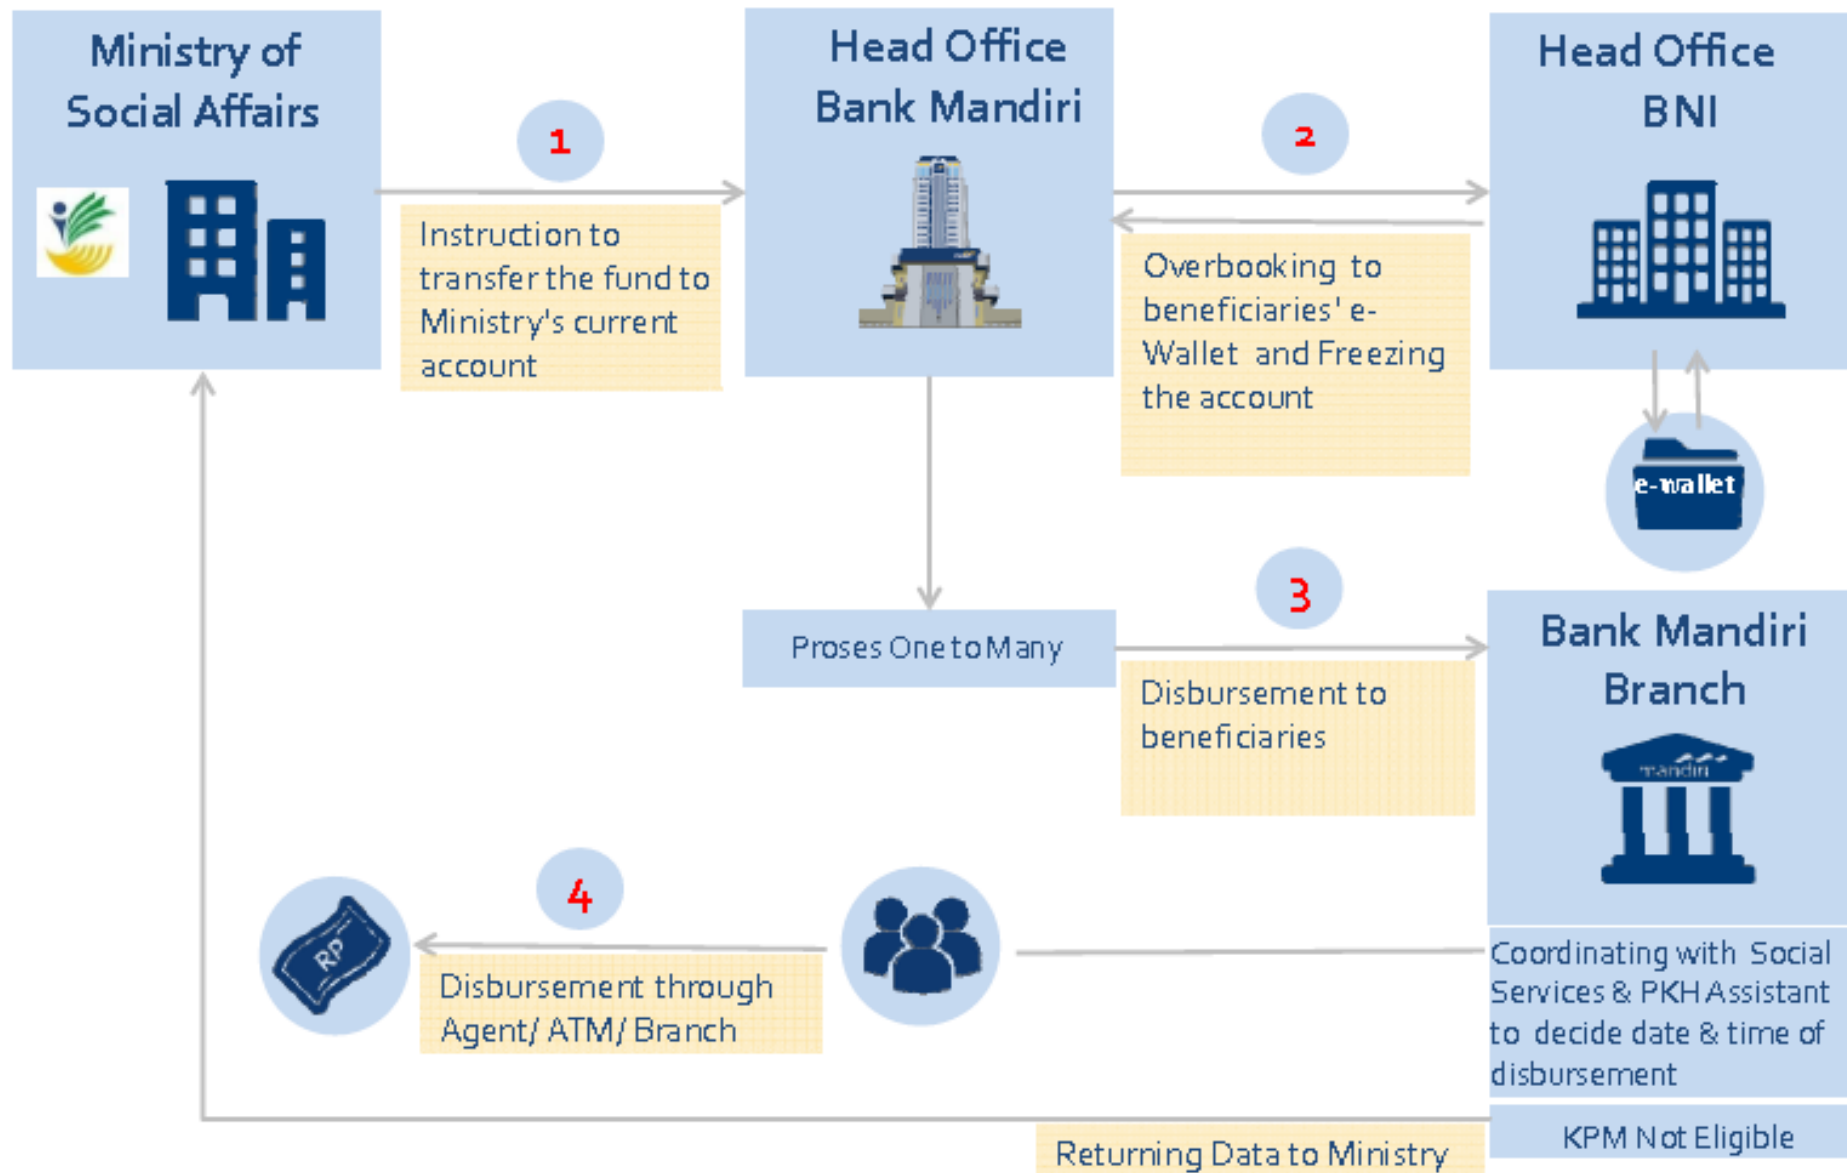 Ministry of
Social Affairs
1
Instruction to
transfer the fund to
Ministry's current
account
Head Office
Bank Mandiri
2
Overbooking to
beneficiaries' e-
Wallet and Freezing
the account
Head Office
BNI
e-wallet
Proses One to Many
3
Disbursement to
beneficiaries
Bank Mandiri
Branch
mandiri
Coordinating with Social
Services & PKH Assistant
to decide date & time of
disbursement
4
Disbursement through
Agent/ ATM/ Branch
RP
KPM Not Eligible
Returning Data to Ministry